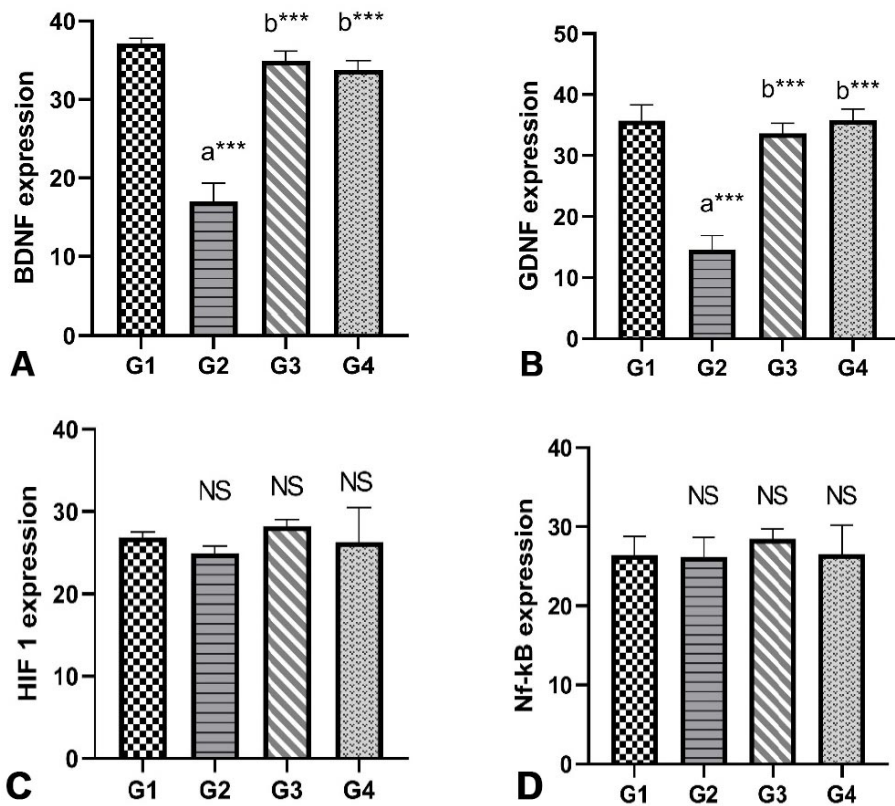 BDNF expression
40
30
20
10
0
a***
b***
b***
G1 G2 G3 G4
A
GDNF expression
50
40
30
20
10
0
a***
b***
b***
G1 G2 G3 G4
B
HIF 1 expression
40
30
20
10
0
NS
NS
NS
G1 G2 G3 G4
C
Nf-kB expression
40
30
20
10
0
NS
NS
NS
G1 G2 G3 G4
D